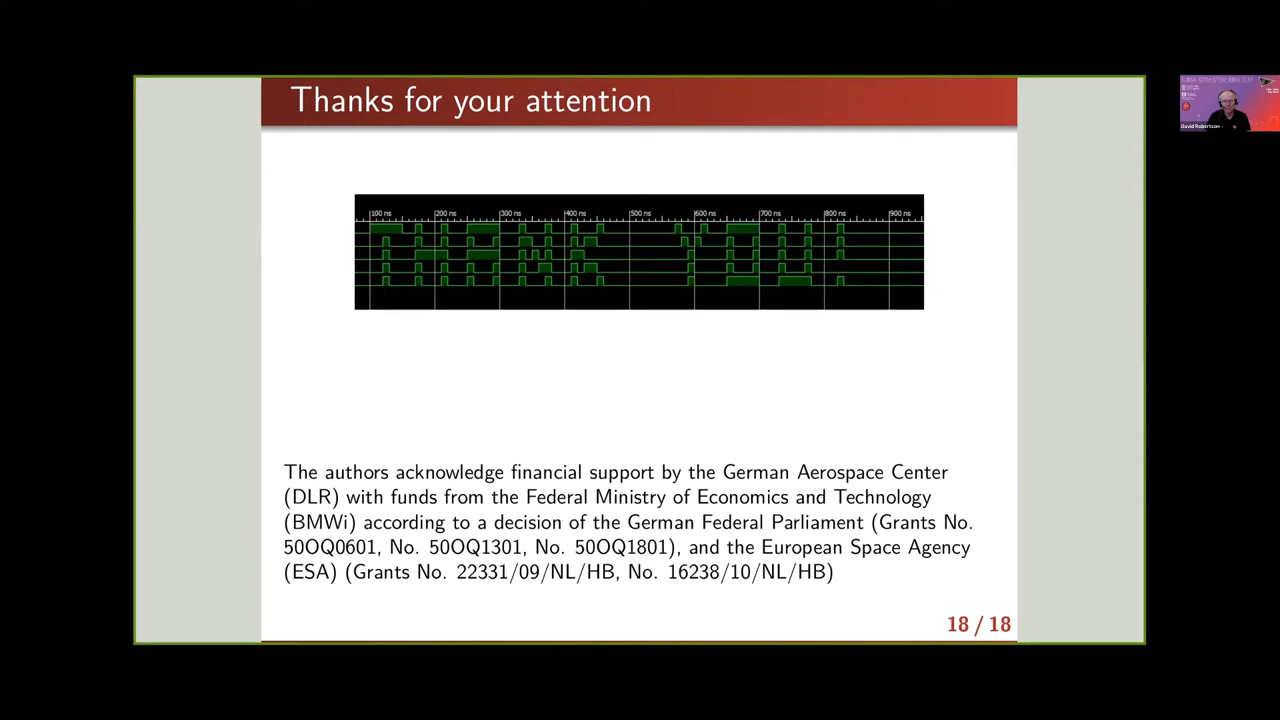 Thanks for your attention
100 ns 200 ns 300 ns 400 ns 500 ns 600 ns 700 ns 800 ns 900 ns
THANK YOU!
The authors acknowledge financial support by the German Aerospace Center
(DLR) with funds from the Federal Ministry of Economics and Technology
(BMWi) according to a decision of the German Federal Parliament (Grants No.
50OQ0601, No. 50OQ1301, No. 50OQ1801), and the European Space Agency
(ESA) (Grants No. 22331/09/NL/HB, No. 16238/10/NL/HB)
18 / 18
David Robertson